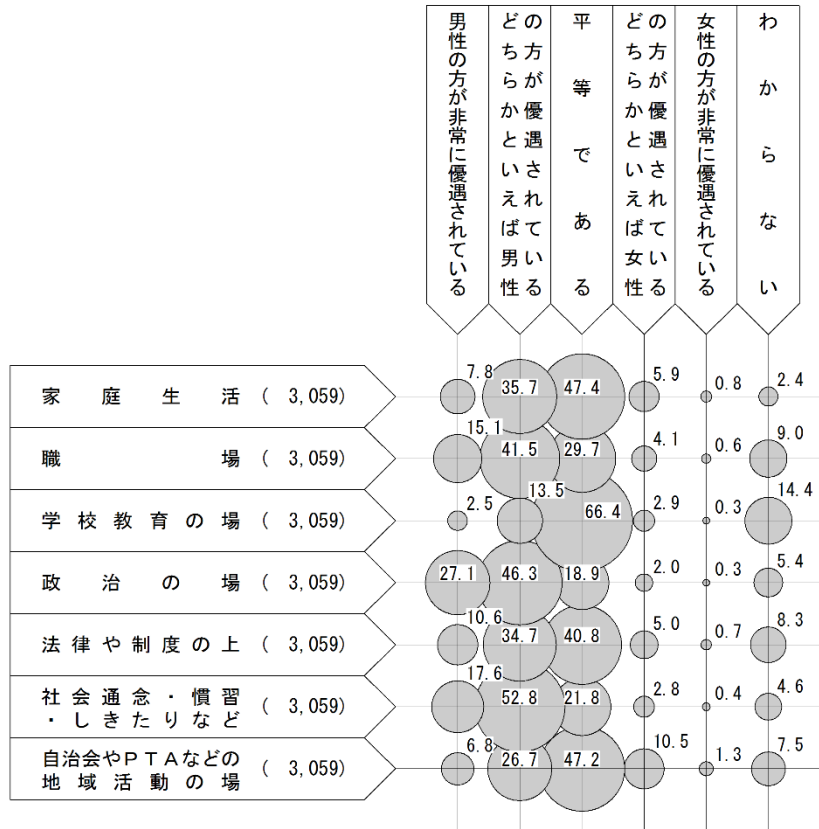 男性の方が非常に優遇されている
どちらかといえば男性
の方が優遇されている
平等である
どちらかといえば女性
の方が優遇されている
女性の方が非常に優遇されている
わからない
家庭生活 ( 3,059) 7.8 35.7 47.4 5.9 0.8 2.4
職場 ( 3,059) 15.1 41.5 29.7 4.1 0.6 9.0
学校教育の場 ( 3,059) 2.5 13.5 66.4 2.9 0.3 14.4
政治の場 ( 3,059) 27.1 46.3 18.9 2.0 0.3 5.4
法律や制度の上 ( 3,059) 10.6 34.7 40.8 5.0 0.7 8.3
社会通念・慣習
・しきたりなど ( 3,059) 17.6 52.8 21.8 2.8 0.4 4.6
自治会やPTAなどの
地域活動の場 ( 3,059) 6.8 26.7 47.2 10.5 1.3 7.5